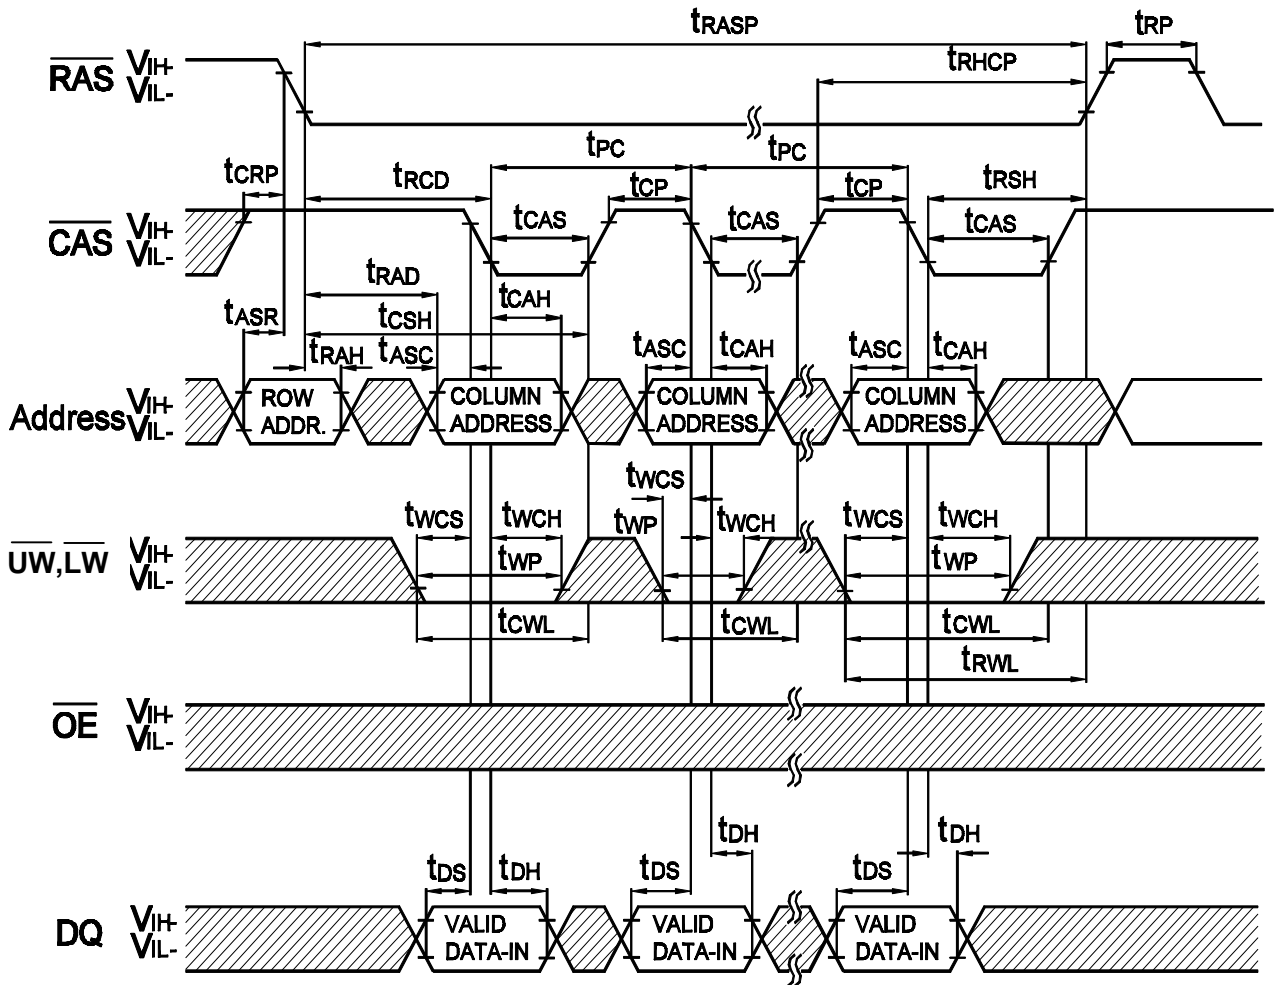 tRASP
tRP
RAS VIH-
VIL-
tRHCP
tPC tPC
tCRP tRCD tCP tCP tRSH
CAS VIH-
VIL-
tCAS tCAS tCAS
tRAD
tCAH
tASR tCSH
tRAH tASC tASC tCAH tASC tCAH
Address VIH-
VIL-
ROW
ADDR.
COLUMN
ADDRESS
COLUMN
ADDRESS
COLUMN
ADDRESS
tWCS
tWCS tWCH tWP tWCH tWCS tWCH
UW,LW VIH-
VIL-
tWP tWP
tCWL tCWL tCWL
tRWL
OE VIH-
VIL-
tDH tDH
tDS tDH tDS tDS
DQ VIH-
VIL-
VALID
DATA-IN
VALID
DATA-IN
VALID
DATA-IN